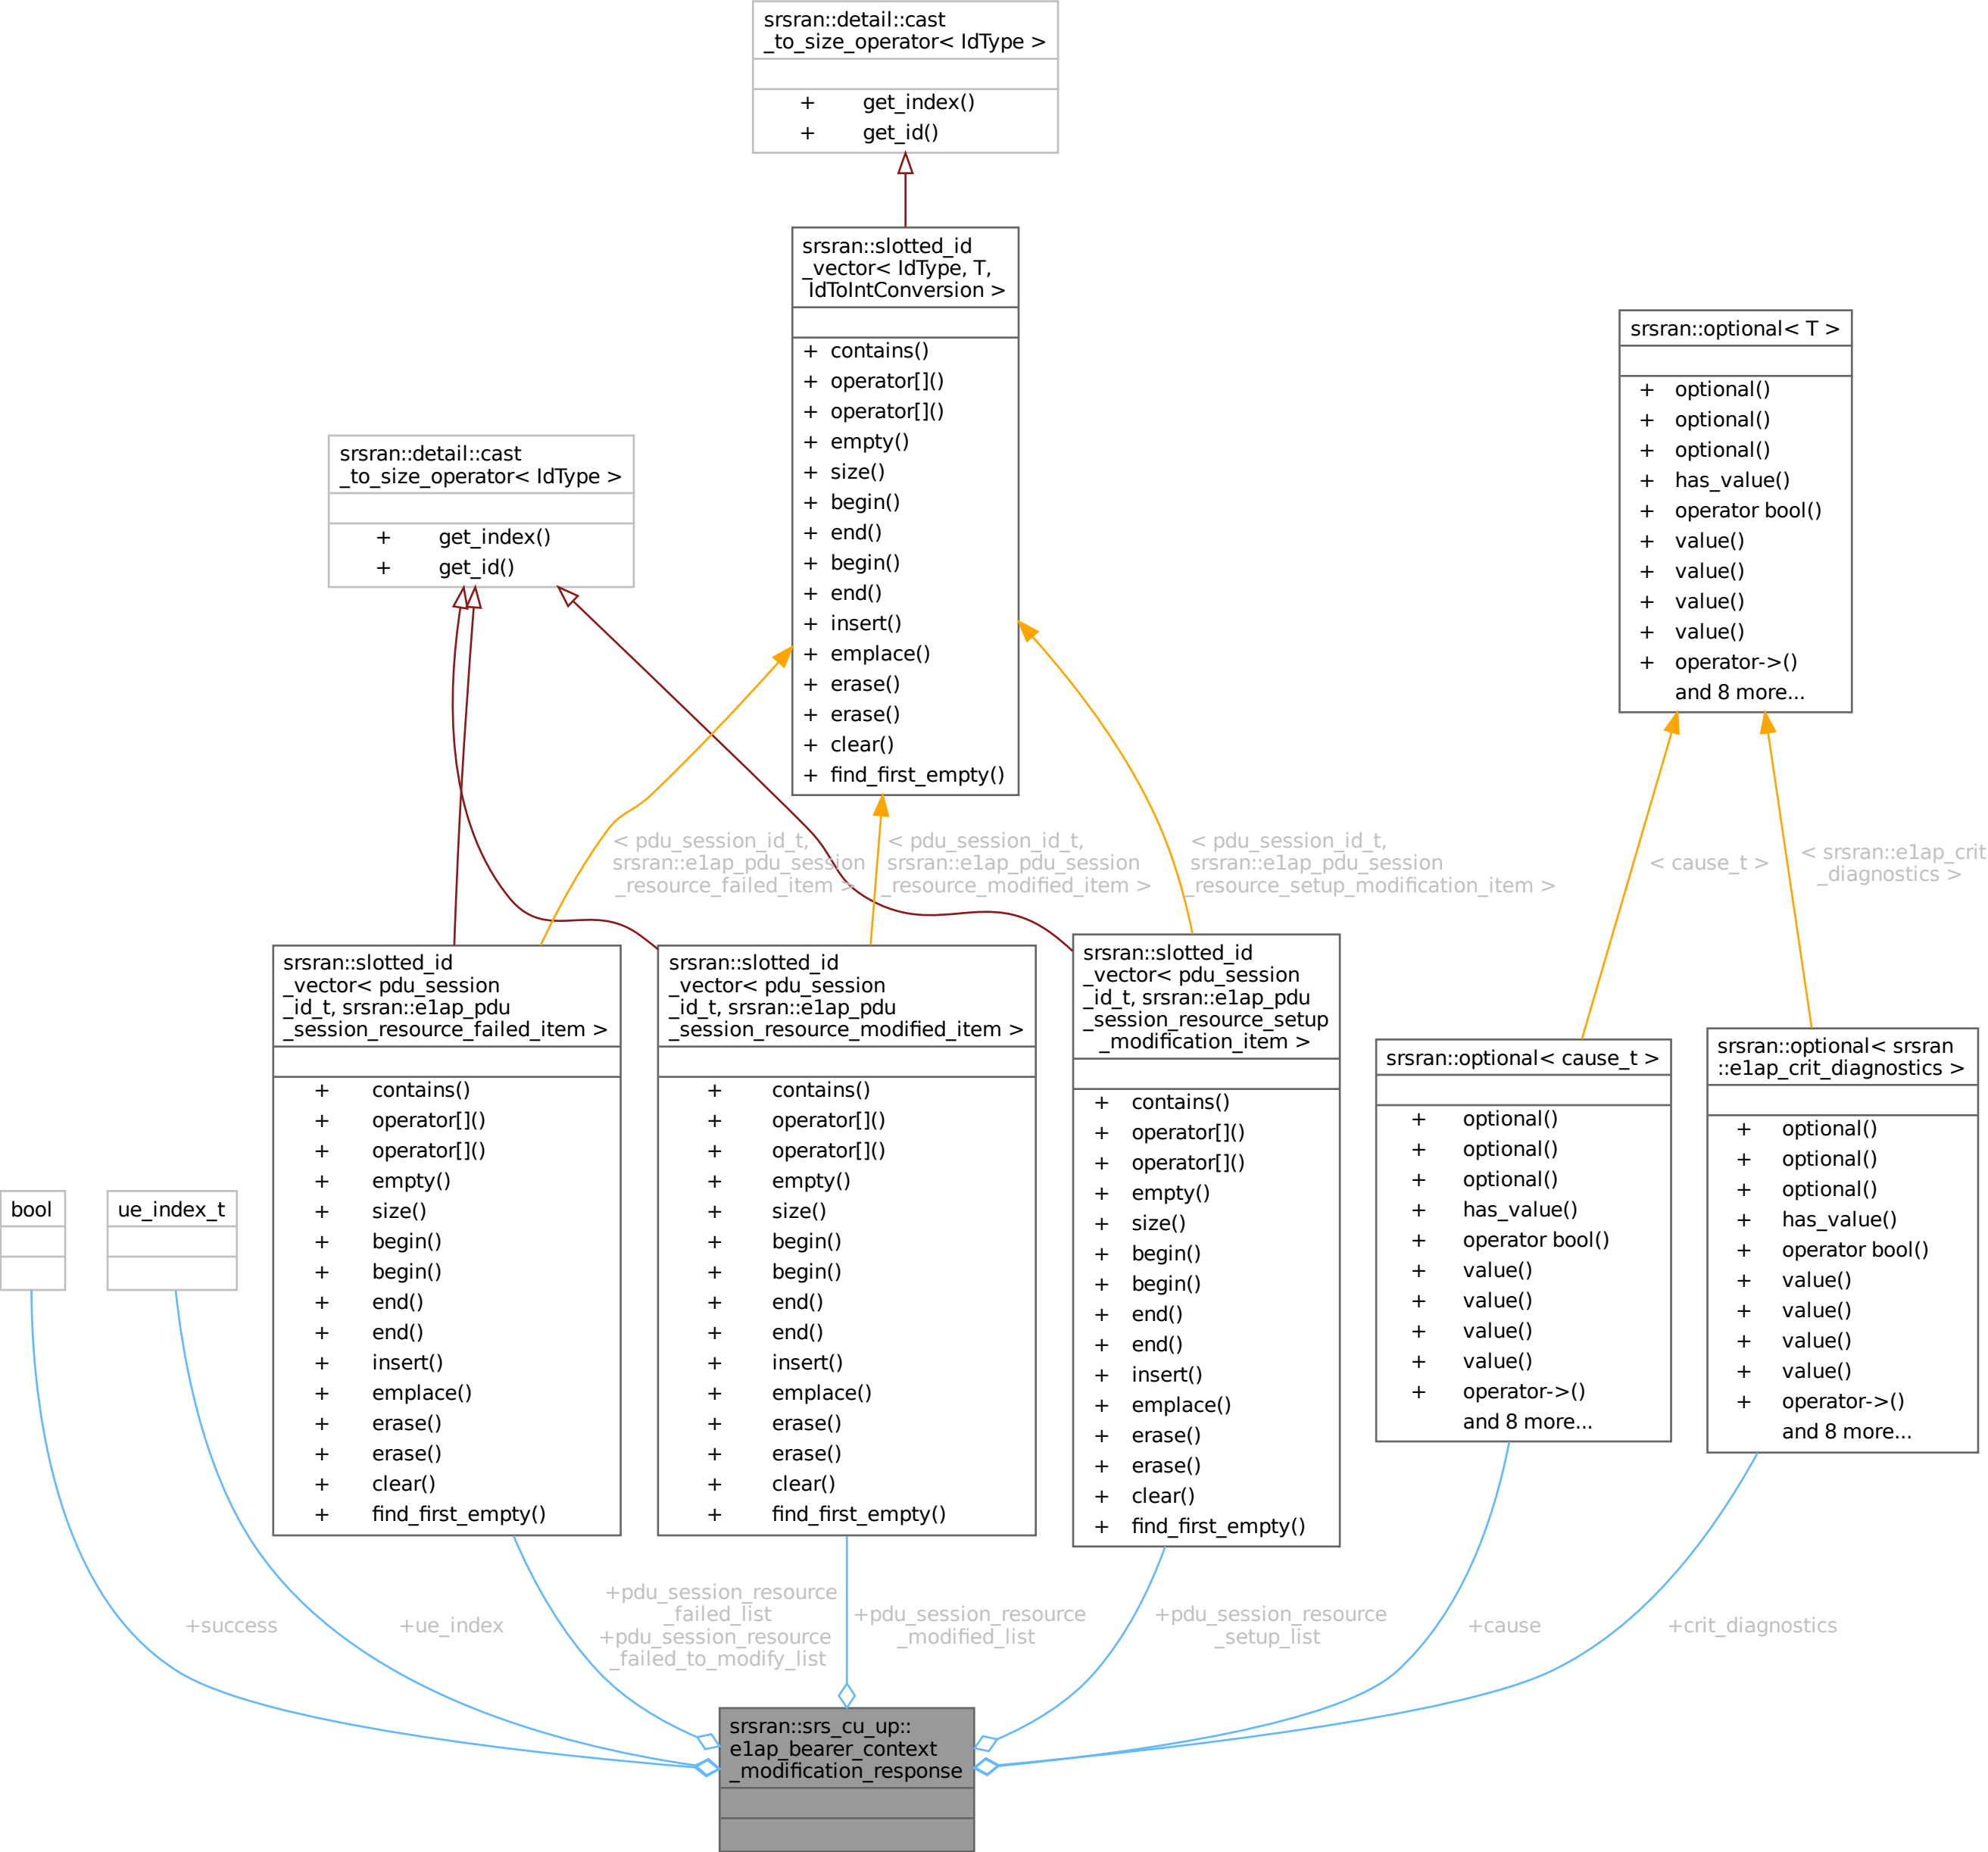 srsran::detail::cast
_to_size_operator< IdType >
+ get_index()
+ get_id()
srsran::slotted_id
_vector< IdType, T,
IdToIntConversion >
+ contains()
+ operator[]()
+ operator[]()
+ empty()
+ size()
+ begin()
+ end()
+ begin()
+ end()
+ insert()
+ emplace()
+ erase()
+ erase()
+ clear()
+ find_first_empty()
srsran::optional< T >
+ optional()
+ optional()
+ optional()
+ has_value()
+ operator bool()
+ value()
+ value()
+ value()
+ value()
+ operator->()
and 8 more...
srsran::detail::cast
_to_size_operator< IdType >
+ get_index()
+ get_id()
< pdu_session_id_t,
srsran::e1ap_pdu_session
_resource_failed_item >
< pdu_session_id_t,
srsran::e1ap_pdu_session
_resource_modified_item >
< pdu_session_id_t,
srsran::e1ap_pdu_session
_resource_setup_modification_item >
< cause_t >
< srsran::e1ap_crit
_diagnostics >
bool
ue_index_t
srsran::slotted_id
_vector< pdu_session
_id_t, srsran::e1ap_pdu
_session_resource_failed_item >
+ contains()
+ operator[]()
+ operator[]()
+ empty()
+ size()
+ begin()
+ begin()
+ end()
+ end()
+ insert()
+ emplace()
+ erase()
+ erase()
+ clear()
+ find_first_empty()
srsran::slotted_id
_vector< pdu_session
_id_t, srsran::e1ap_pdu
_session_resource_modified_item >
+ contains()
+ operator[]()
+ operator[]()
+ empty()
+ size()
+ begin()
+ begin()
+ end()
+ end()
+ insert()
+ emplace()
+ erase()
+ erase()
+ clear()
+ find_first_empty()
srsran::slotted_id
_vector< pdu_session
_id_t, srsran::e1ap_pdu
_session_resource_setup
_modification_item >
+ contains()
+ operator[]()
+ operator[]()
+ empty()
+ size()
+ begin()
+ begin()
+ end()
+ end()
+ insert()
+ emplace()
+ erase()
+ erase()
+ clear()
+ find_first_empty()
srsran::optional< cause_t >
+ optional()
+ optional()
+ optional()
+ has_value()
+ operator bool()
+ value()
+ value()
+ value()
+ value()
+ operator->()
and 8 more...
srsran::optional< srsran
::e1ap_crit_diagnostics >
+ optional()
+ optional()
+ optional()
+ has_value()
+ operator bool()
+ value()
+ value()
+ value()
+ value()
+ operator->()
and 8 more...
+success
+ue_index
+pdu_session_resource
_failed_list
+pdu_session_resource
_failed_to_modify_list
+pdu_session_resource
_modified_list
+pdu_session_resource
_setup_list
+cause
+crit_diagnostics
srsran::srs_cu_up::
e1ap_bearer_context
_modification_response